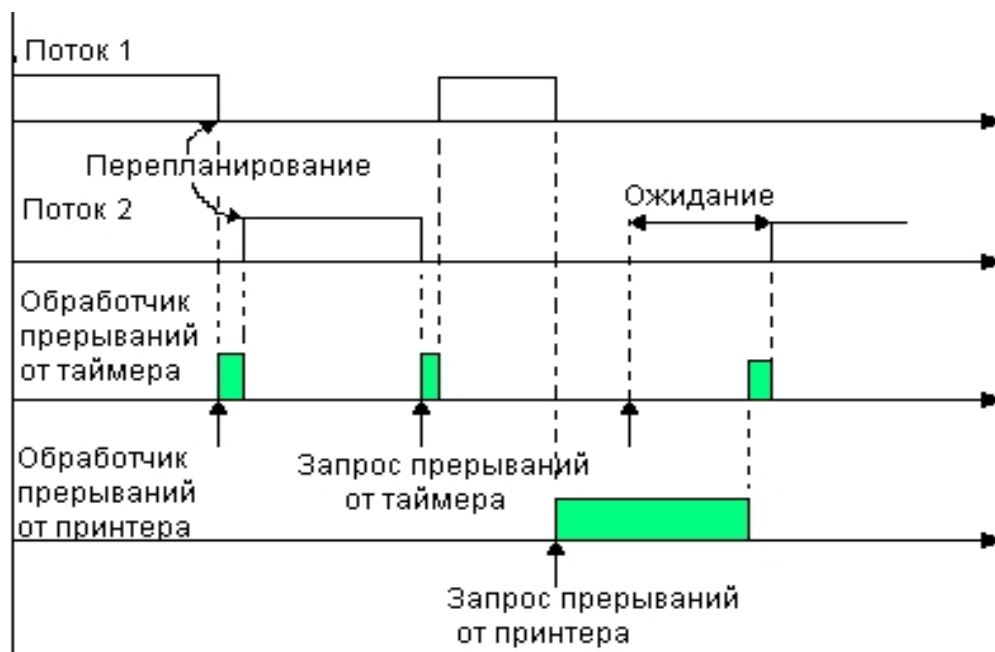 Поток 1
Перепланирование
Поток 2
Ожидание
Обработчик
прерываний
от таймера
Обработчик
прерываний
от принтера
Запрос прерываний
от таймера
Запрос прерываний
от принтера